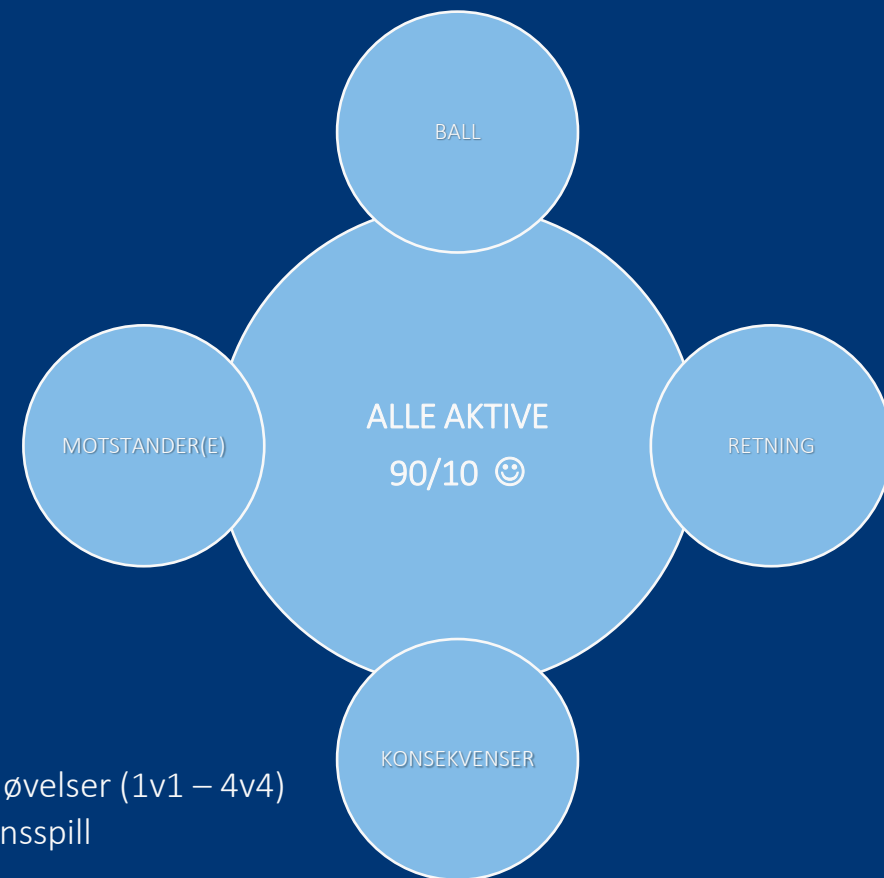 BALL
ALLE AKTIVE
90/10 ☺
MOTSTANDER(E)
RETNING
KONSEKVENSER
øvelser (1v1 – 4v4)
nsspill